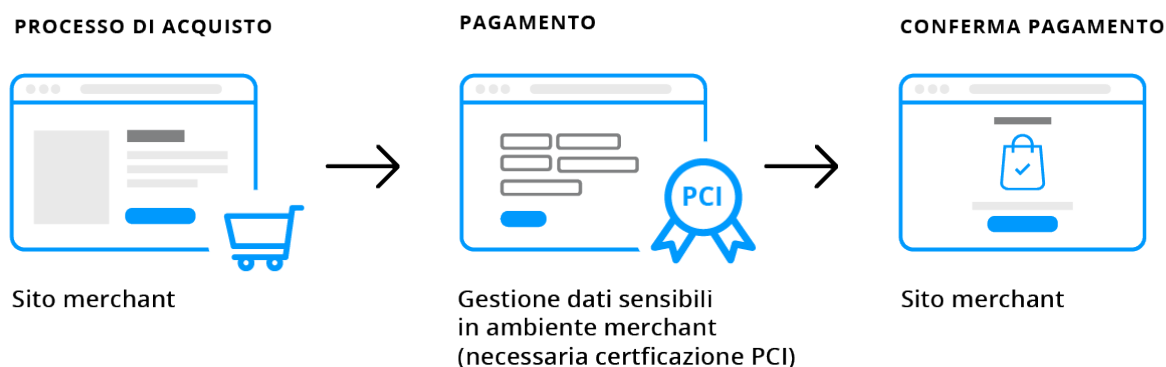 PROCESSO DI ACQUISTO
PAGAMENTO
CONFERMA PAGAMENTO
PCI
Sito merchant
Gestione dati sensibili
in ambiente merchant
(necessaria certficazione PCI)
Sito merchant